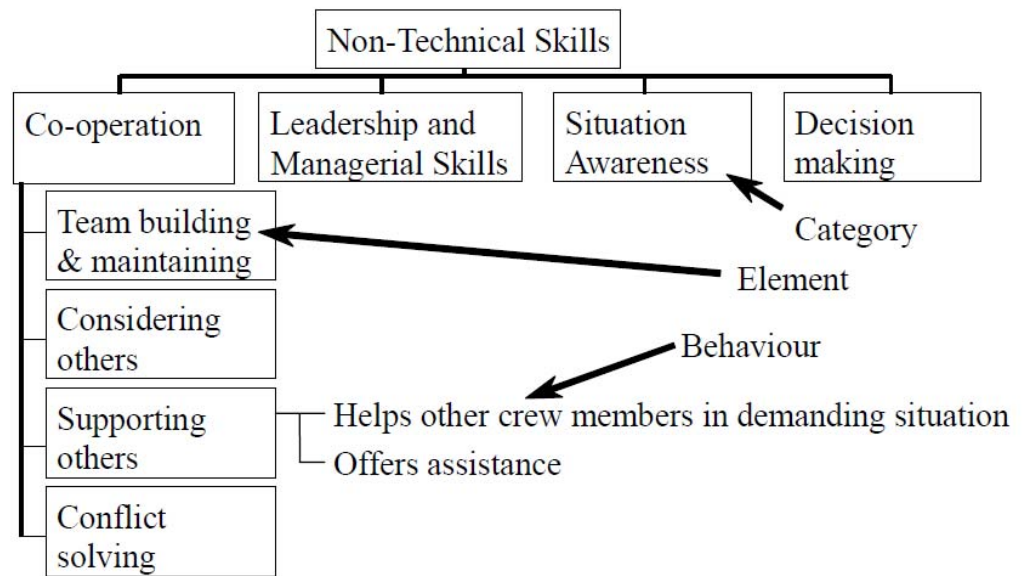 Non-Technical Skills
Co-operation
Leadership and
Managerial Skills
Situation
Awareness
Decision
making
Category
Team building
& maintaining
Element
Considering
others
Behaviour
Supporting
others
Helps other crew members in demanding situation
Offers assistance
Conflict
solving